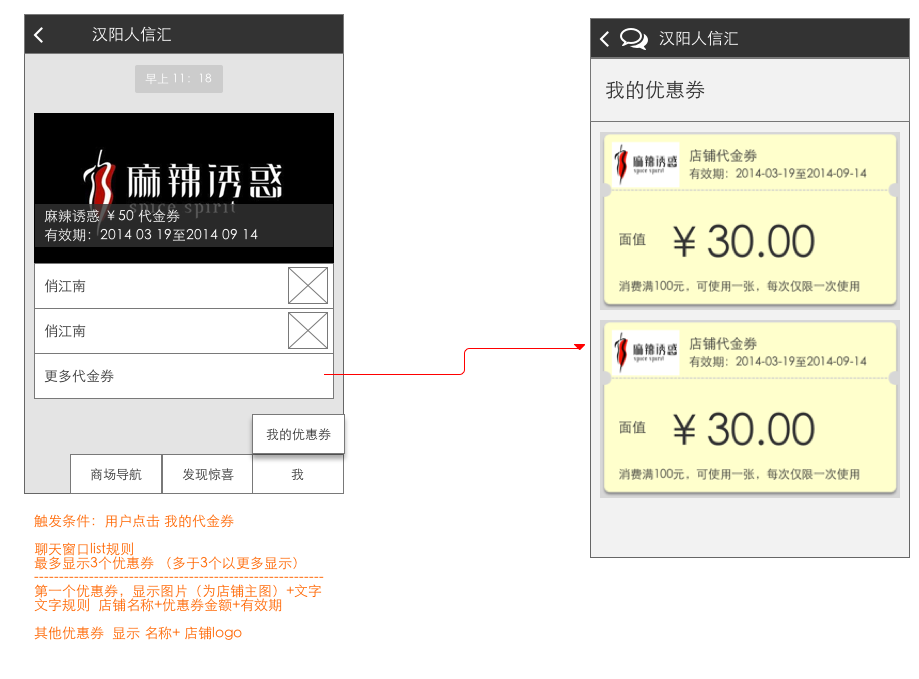 汉阳人信汇
早上 11：18
麻辣诱惑
spice spirit
麻辣诱惑 ￥50 代金券
有效期：2014 03 19至2014 09 14
俏江南
俏江南
更多代金券
我的优惠券
商场导航 发现惊喜 我
触发条件：用户点击 我的代金券
聊天窗口list规则
最多显示3个优惠券 （多于3个以更多显示）
第一个优惠券，显示图片（为店铺主图）+文字
文字规则 店铺名称+优惠券金额+有效期
其他优惠券 显示 名称+ 店铺logo
汉阳人信汇
我的优惠券
麻辣诱惑
spice spirit
店铺代金券
有效期：2014-03-19至2014-09-14
面值 ￥30.00
消费满100元，可使用一张，每次仅限一次使用
麻辣诱惑
spice spirit
店铺代金券
有效期：2014-03-19至2014-09-14
面值 ￥30.00
消费满100元，可使用一张，每次仅限一次使用